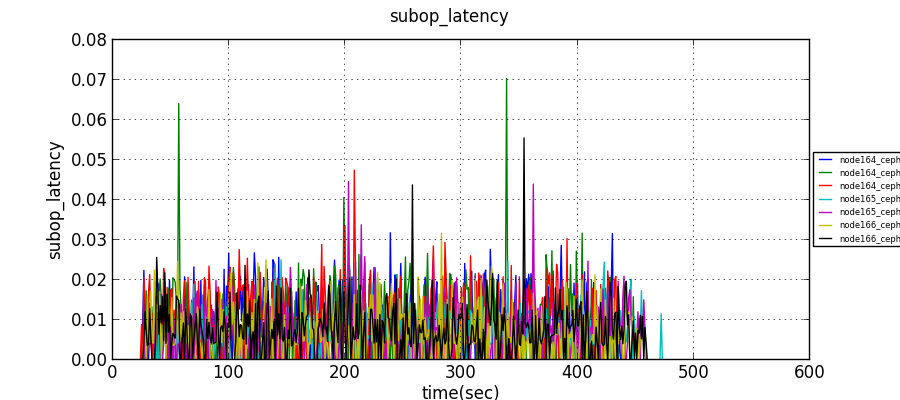 subop_latency
0.08
0.07
0.06
0.05
0.04
0.03
0.02
0.01
0.00
subop_latency
0 100 200 300 400 500 600
time(sec)
node164_ceph
node164_ceph
node164_ceph
node165_ceph
node165_ceph
node166_ceph
node166_ceph